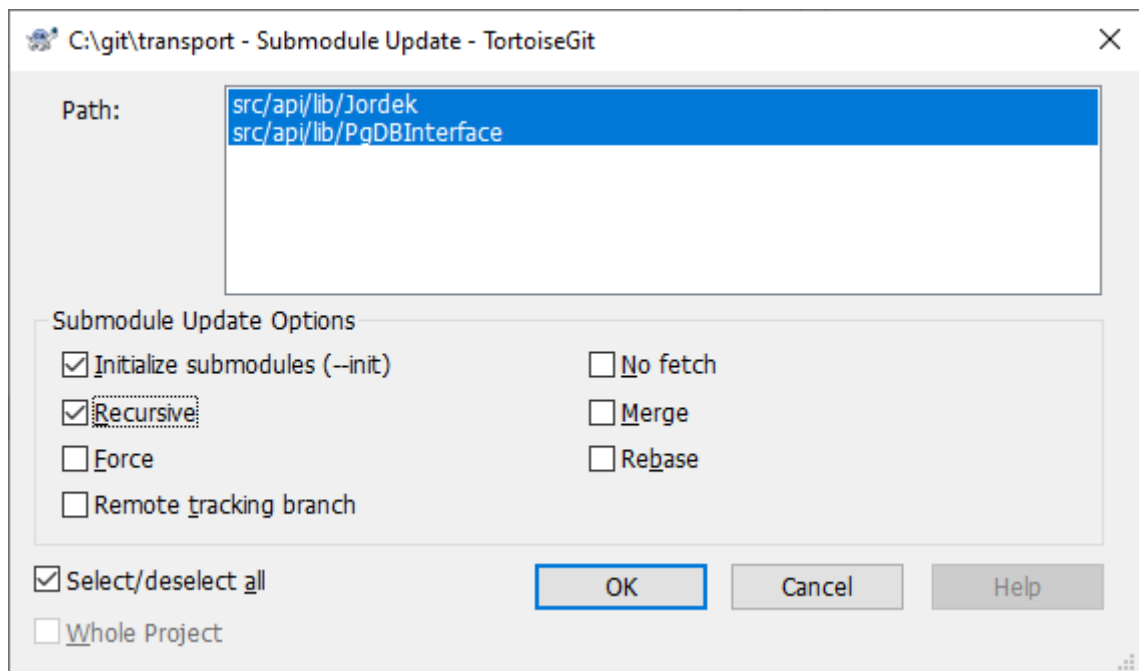 C:\git\transport - Submodule Update - TortoiseGit
Path:
src/api/lib/Jordek
src/api/lib/PgDBInterface
Submodule Update Options
Initialize submodules (--init)
No fetch
Recursive
Merge
Force
Rebase
Remote tracking branch
Select/deselect all
OK
Cancel
Help
Whole Project